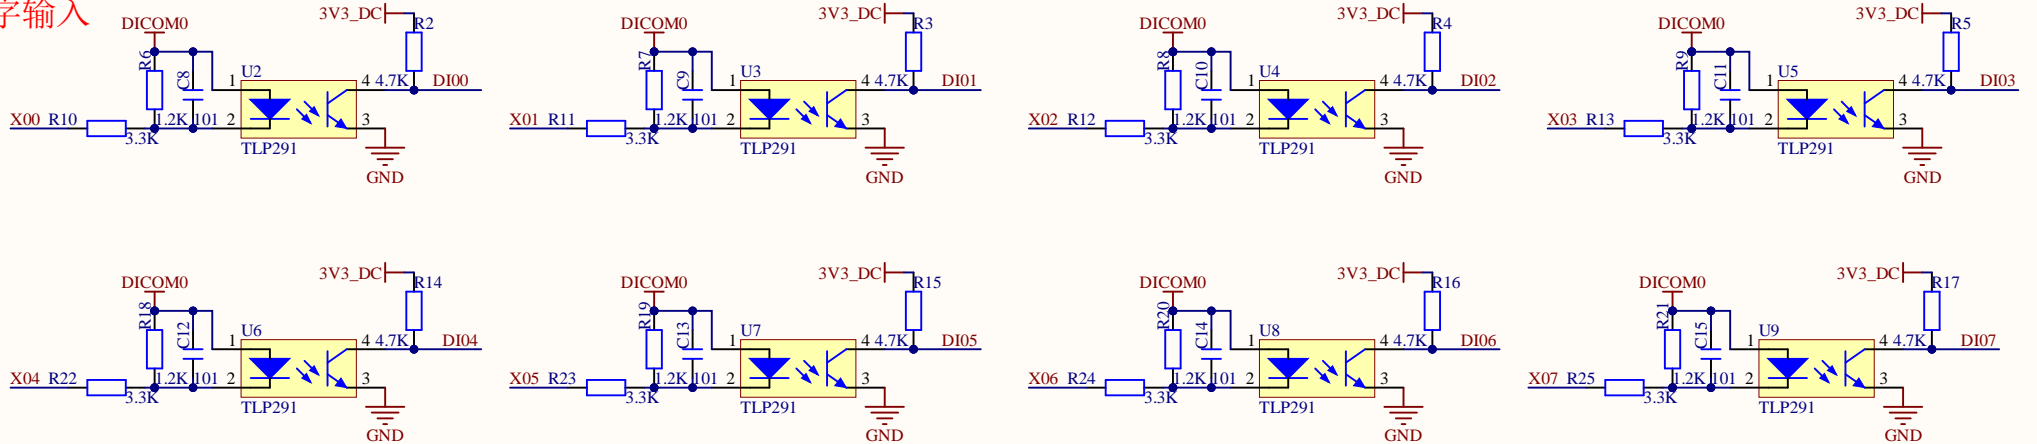 字输入
DICOM0 3V3_DC R2 DICOM0 3V3_DC R3 DICOM0 3V3_DC R4 DICOM0 3V3_DC R5
R6 C8 U2 R7 C9 U3 R8 C10 U4 R9 C11 U5
1 4 4.7K DI00 1 4 4.7K DI01 1 4 4.7K DI02 1 4 4.7K DI03
X00 R10 1.2K 101 2 3 X01 R11 1.2K 101 2 3 X02 R12 1.2K 101 2 3 X03 R13 1.2K 101 2 3
3.3K TLP291 3.3K TLP291 3.3K TLP291 3.3K TLP291
GND GND GND GND
DICOM0 3V3_DC R14 DICOM0 3V3_DC R15 DICOM0 3V3_DC R16 DICOM0 3V3_DC R17
R18 C12 U6 R19 C13 U7 R20 C14 U8 R21 C15 U9
1 4 4.7K DI04 1 4 4.7K DI05 1 4 4.7K DI06 1 4 4.7K DI07
X04 R22 1.2K 101 2 3 X05 R23 1.2K 101 2 3 X06 R24 1.2K 101 2 3 X07 R25 1.2K 101 2 3
3.3K TLP291 3.3K TLP291 3.3K TLP291 3.3K TLP291
GND GND GND GND